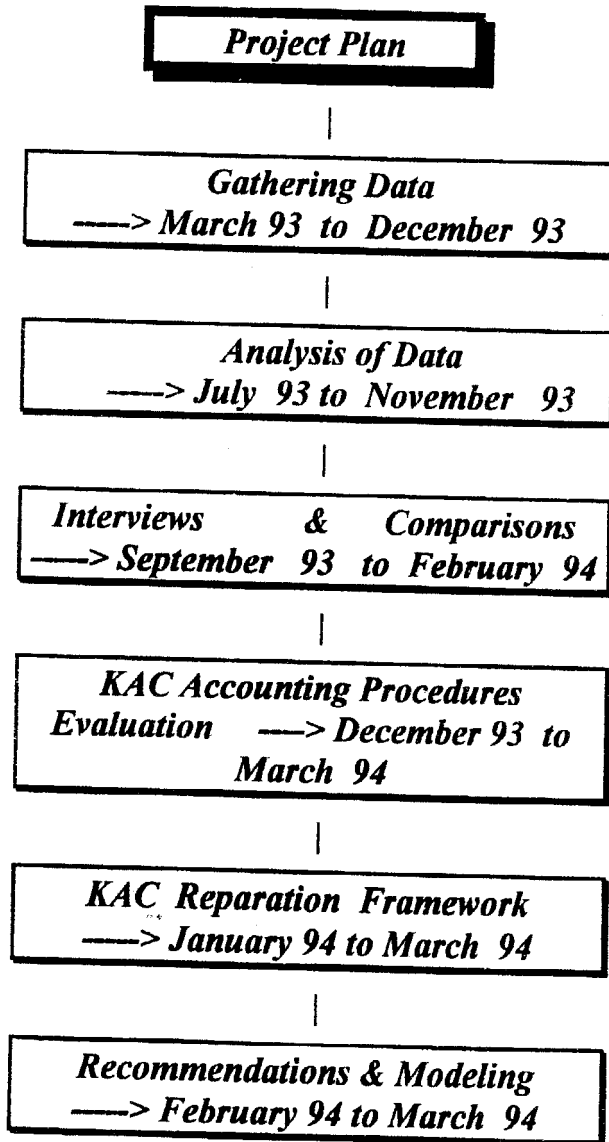 Project Plan
Gathering Data
----> March 93 to December 93
Analysis of Data
----> July 93 to November 93
Interviews & Comparisons
----> September 93 to February 94
KAC Accounting Procedures
Evaluation ----> December 93 to
March 94
KAC Reparation Framework
----> January 94 to March 94
Recommendations & Modeling
----> February 94 to March 94